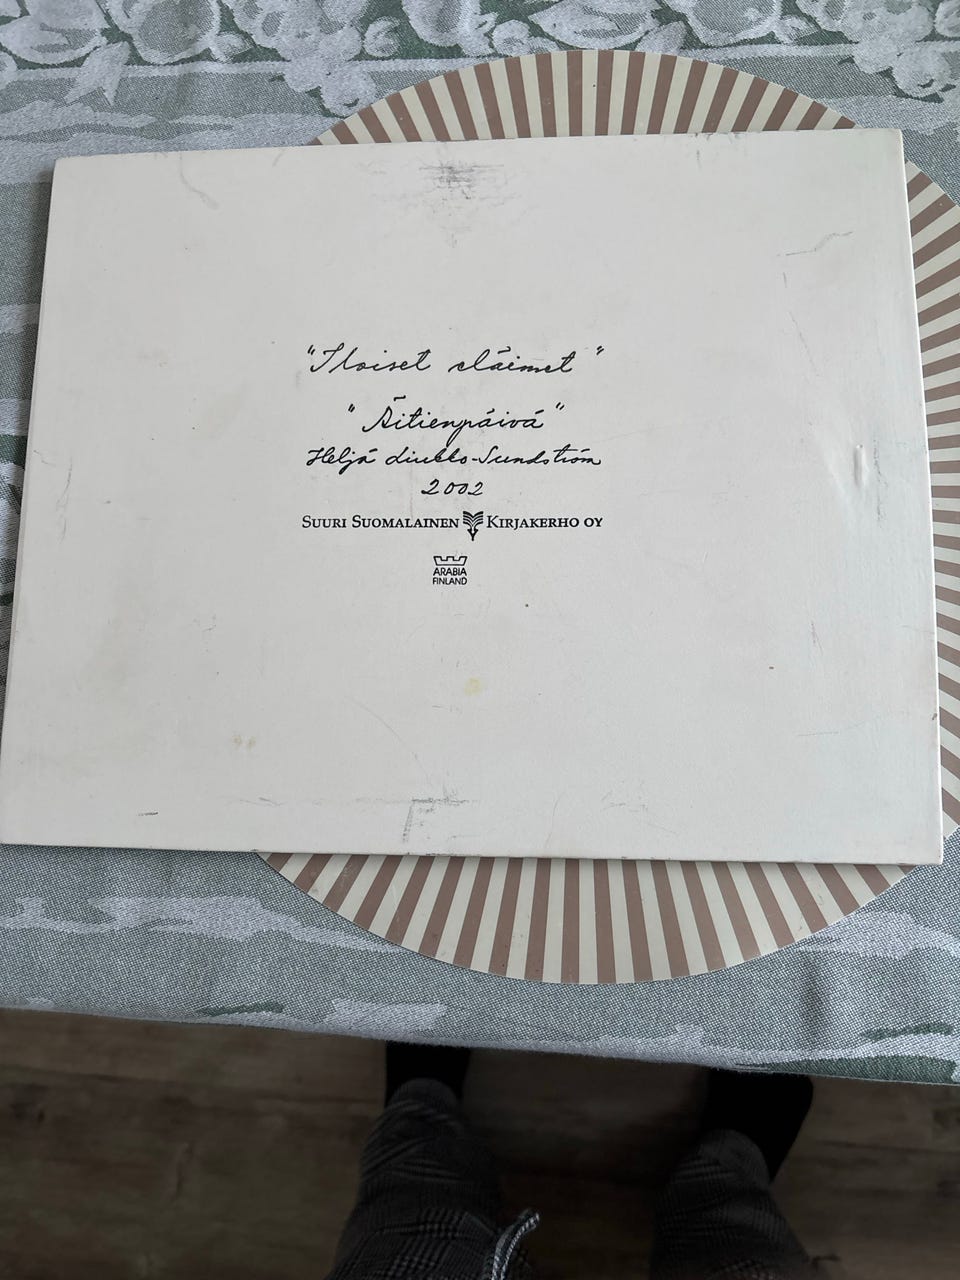 "Iloiset eläimet"
"Äitienpäivä"
Heljä Liukko-Sundström
2002
SUURI SUOMALAINEN KIRJAKERHO OY
ARABIA
FINLAND